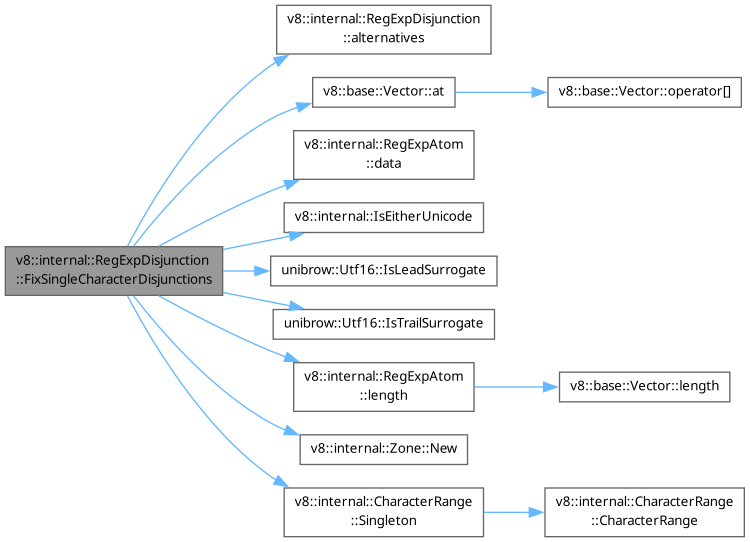 v8::internal::RegExpDisjunction
::FixSingleCharacterDisjunctions
v8::internal::RegExpDisjunction
::alternatives
v8::base::Vector::at
v8::base::Vector::operator[]
v8::internal::RegExpAtom
::data
v8::internal::IsEitherUnicode
unibrow::Utf16::IsLeadSurrogate
unibrow::Utf16::IsTrailSurrogate
v8::internal::RegExpAtom
::length
v8::base::Vector::length
v8::internal::Zone::New
v8::internal::CharacterRange
::Singleton
v8::internal::CharacterRange
::CharacterRange